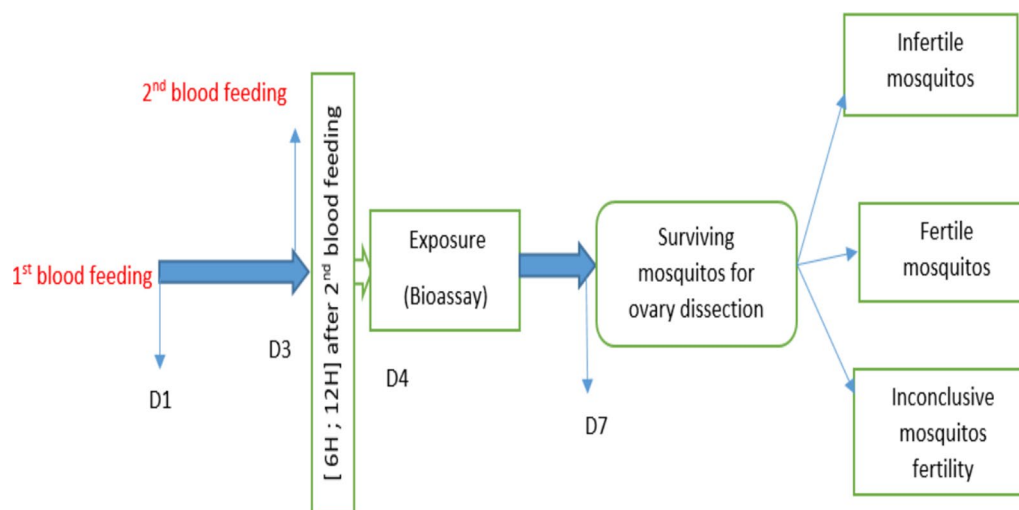 1st blood feeding
D1
2nd blood feeding
D3
[ 6H ; 12H] after 2nd blood feeding
Exposure
(Bioassay)
D4
D7
Surviving
mosquitos for
ovary dissection
Infertile
mosquitos
Fertile
mosquitos
Inconclusive
mosquitos
fertility